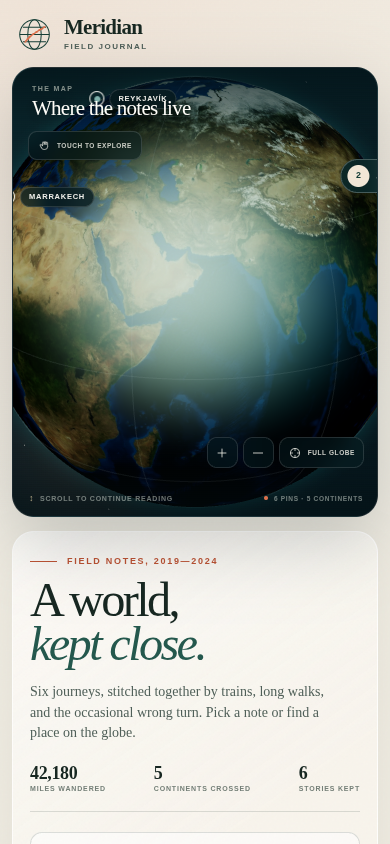 Meridian
FIELD JOURNAL
THE MAP
REYKJAVÍK
Where the notes live
TOUCH TO EXPLORE
2
MARRAKECH
FULL GLOBE
SCROLL TO CONTINUE READING
6 PINS · 5 CONTINENTS
FIELD NOTES, 2019—2024
A world,
kept close.
Six journeys, stitched together by trains, long walks,
and the occasional wrong turn. Pick a note or find a
place on the globe.
42,180
MILES WANDERED
5
CONTINENTS CROSSED
6
STORIES KEPT